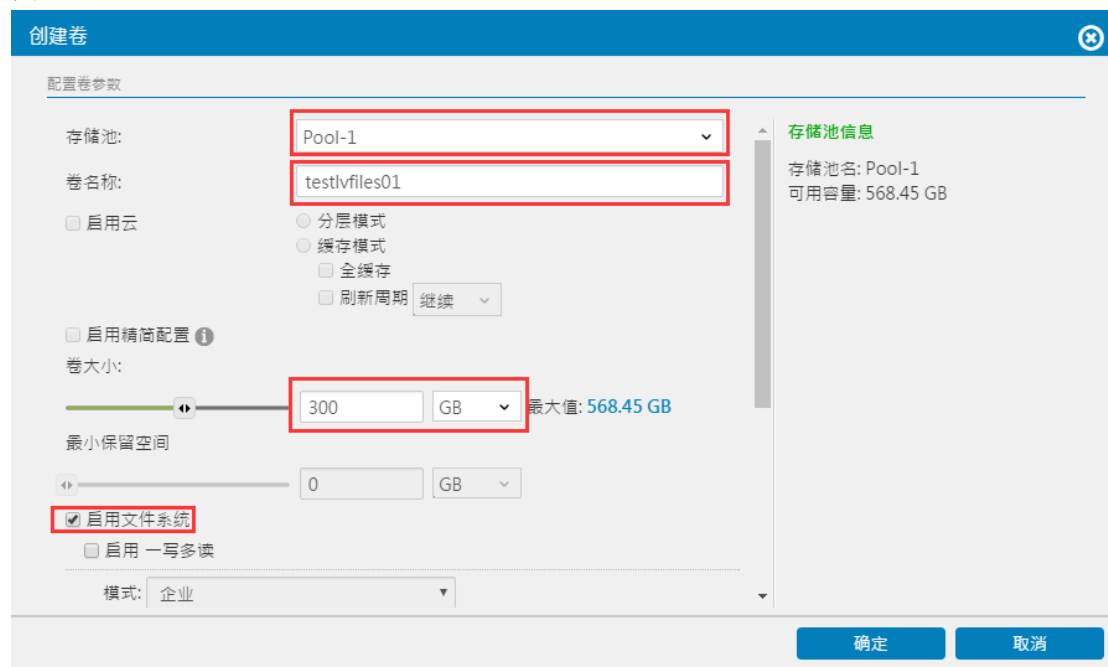 创建卷
配置卷参数
存储池: Pool-1
卷名称: testlvfiles01
启用云 分层模式
缓存模式
全缓存
刷新周期 继续
启用精简配置
卷大小:
300 GB 最大值: 568.45 GB
最小保留空间
0 GB
启用文件系统
启用 一写多读
模式: 企业
存储池信息
存储池名: Pool-1
可用容量: 568.45 GB
确定 取消